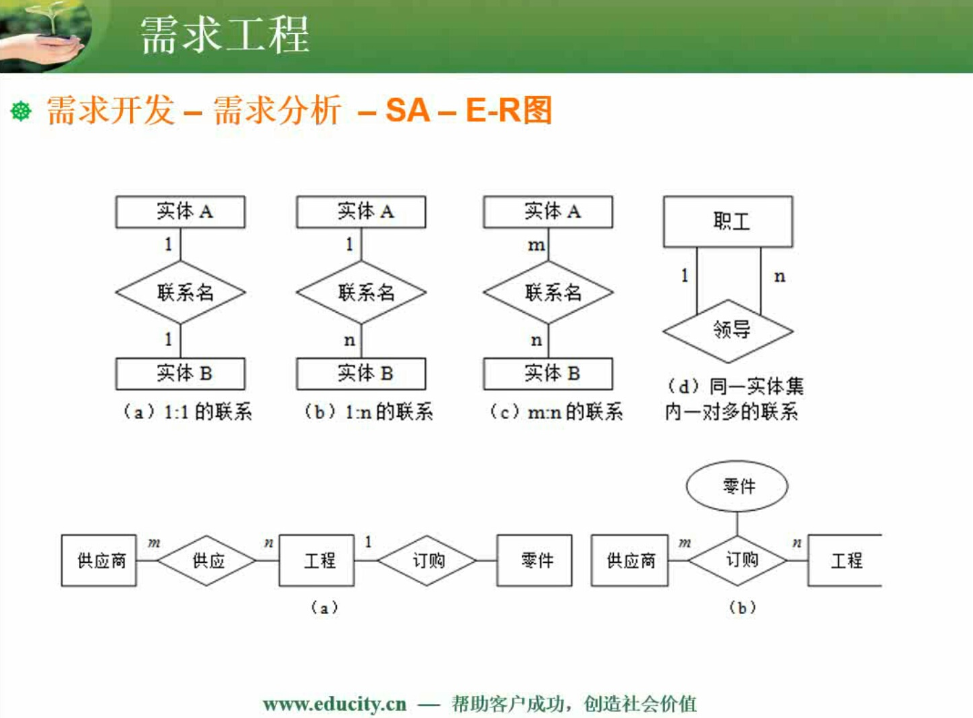 需求工程
需求开发 – 需求分析 – SA – E-R图
实体 A
1
联系名
1
实体 B
（a）1:1 的联系
实体 A
1
联系名
n
实体 B
（b）1:n 的联系
实体 A
m
联系名
n
实体 B
（c）m:n 的联系
职工
1 n
领导
（d）同一实体集
内一对多的联系
供应商 m 供应 n 工程 1 订购 零件
（a）
零件
供应商 m 订购 n 工程
（b）
www.educity.cn — 帮助客户成功，创造社会价值